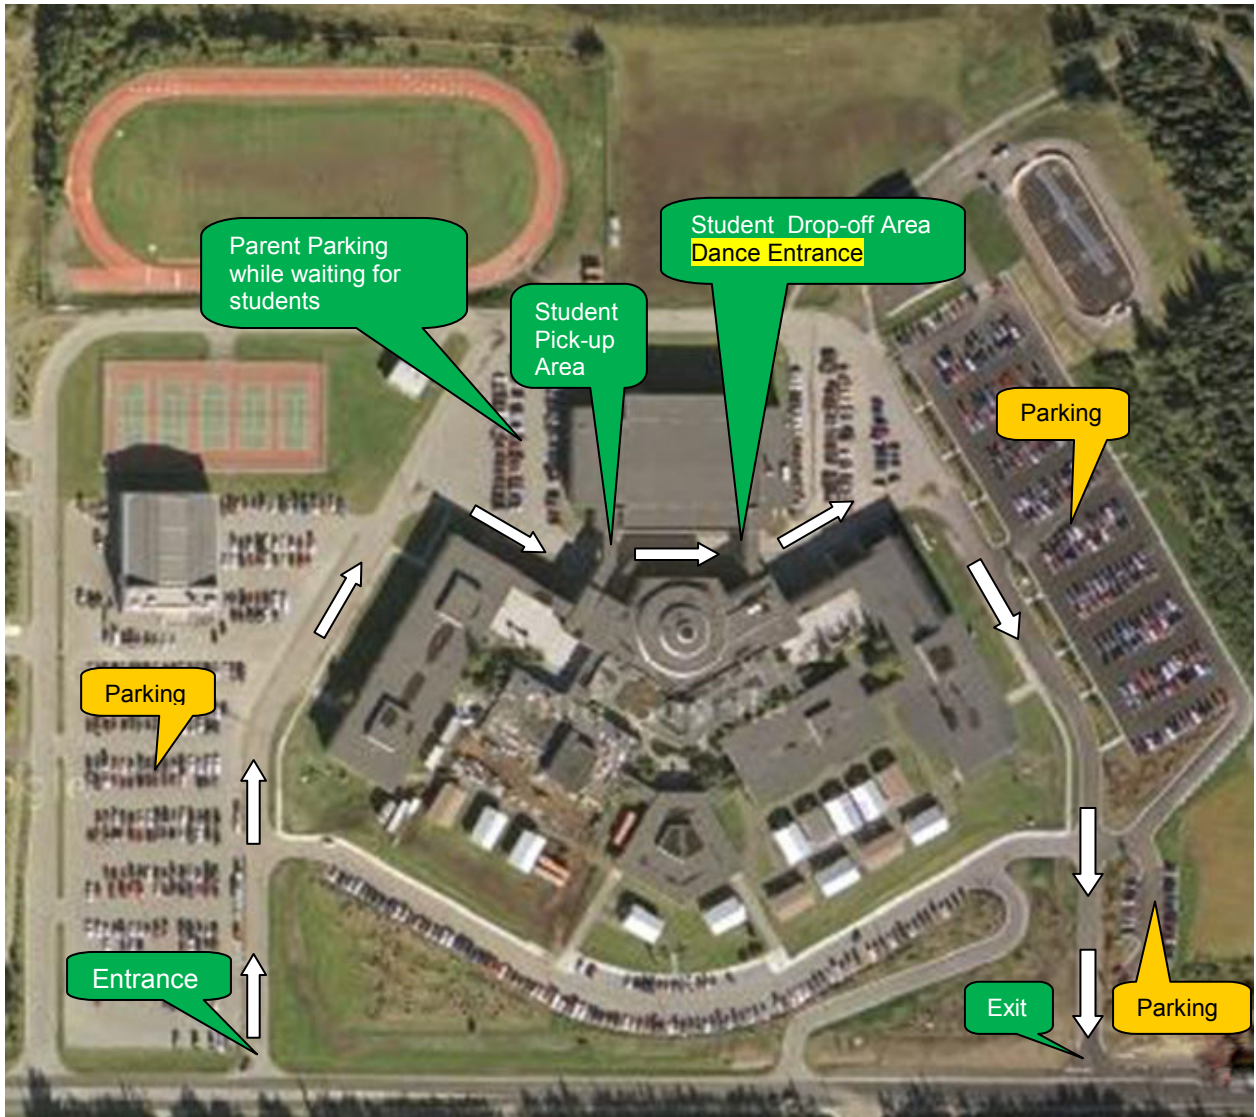 Student  Drop-off Area
Dance Entrance
Parent Parking
while waiting for
students
Student
Pick-up
Area
Parking
Parking
Entrance
Exit
Parking